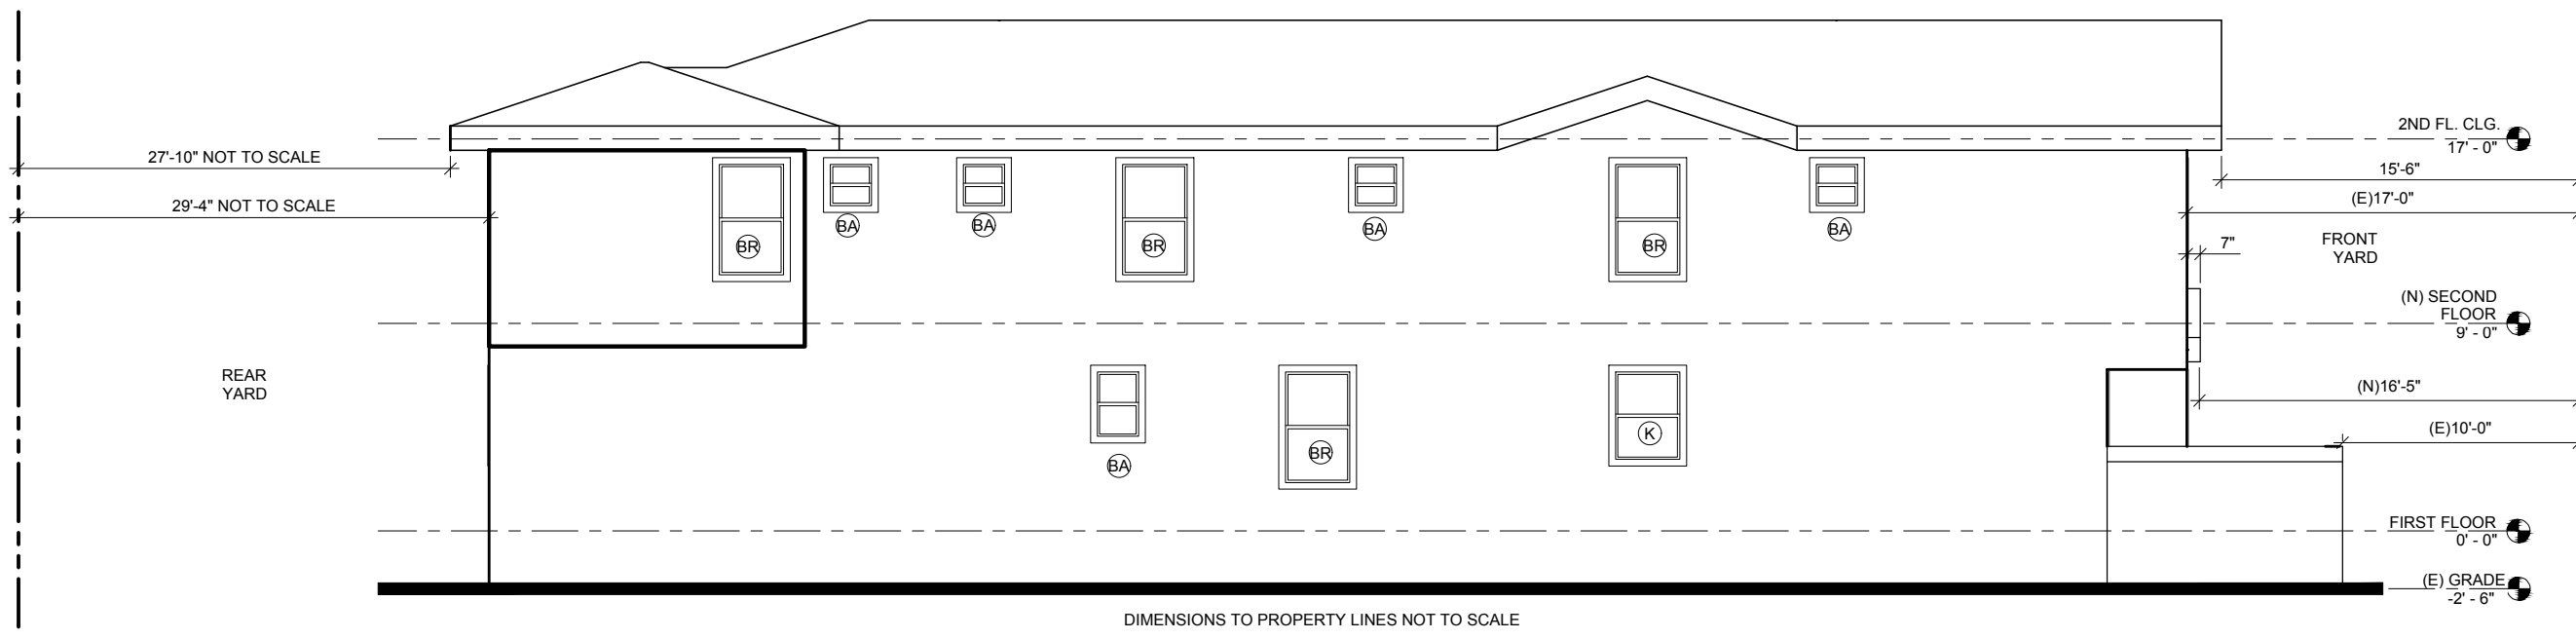 2ND FL. CLG.
17' - 0"
27'-10" NOT TO SCALE
15'-6"
29'-4" NOT TO SCALE
(E)17'-0"
BR
BA
BA
BR
BA
BR
BA
7"
FRONT
YARD
(N) SECOND
FLOOR
9' - 0"
REAR
YARD
(N)16'-5"
BA
BR
K
(E)10'-0"
FIRST FLOOR
0' - 0"
(E) GRADE
-2' - 6"
DIMENSIONS TO PROPERTY LINES NOT TO SCALE